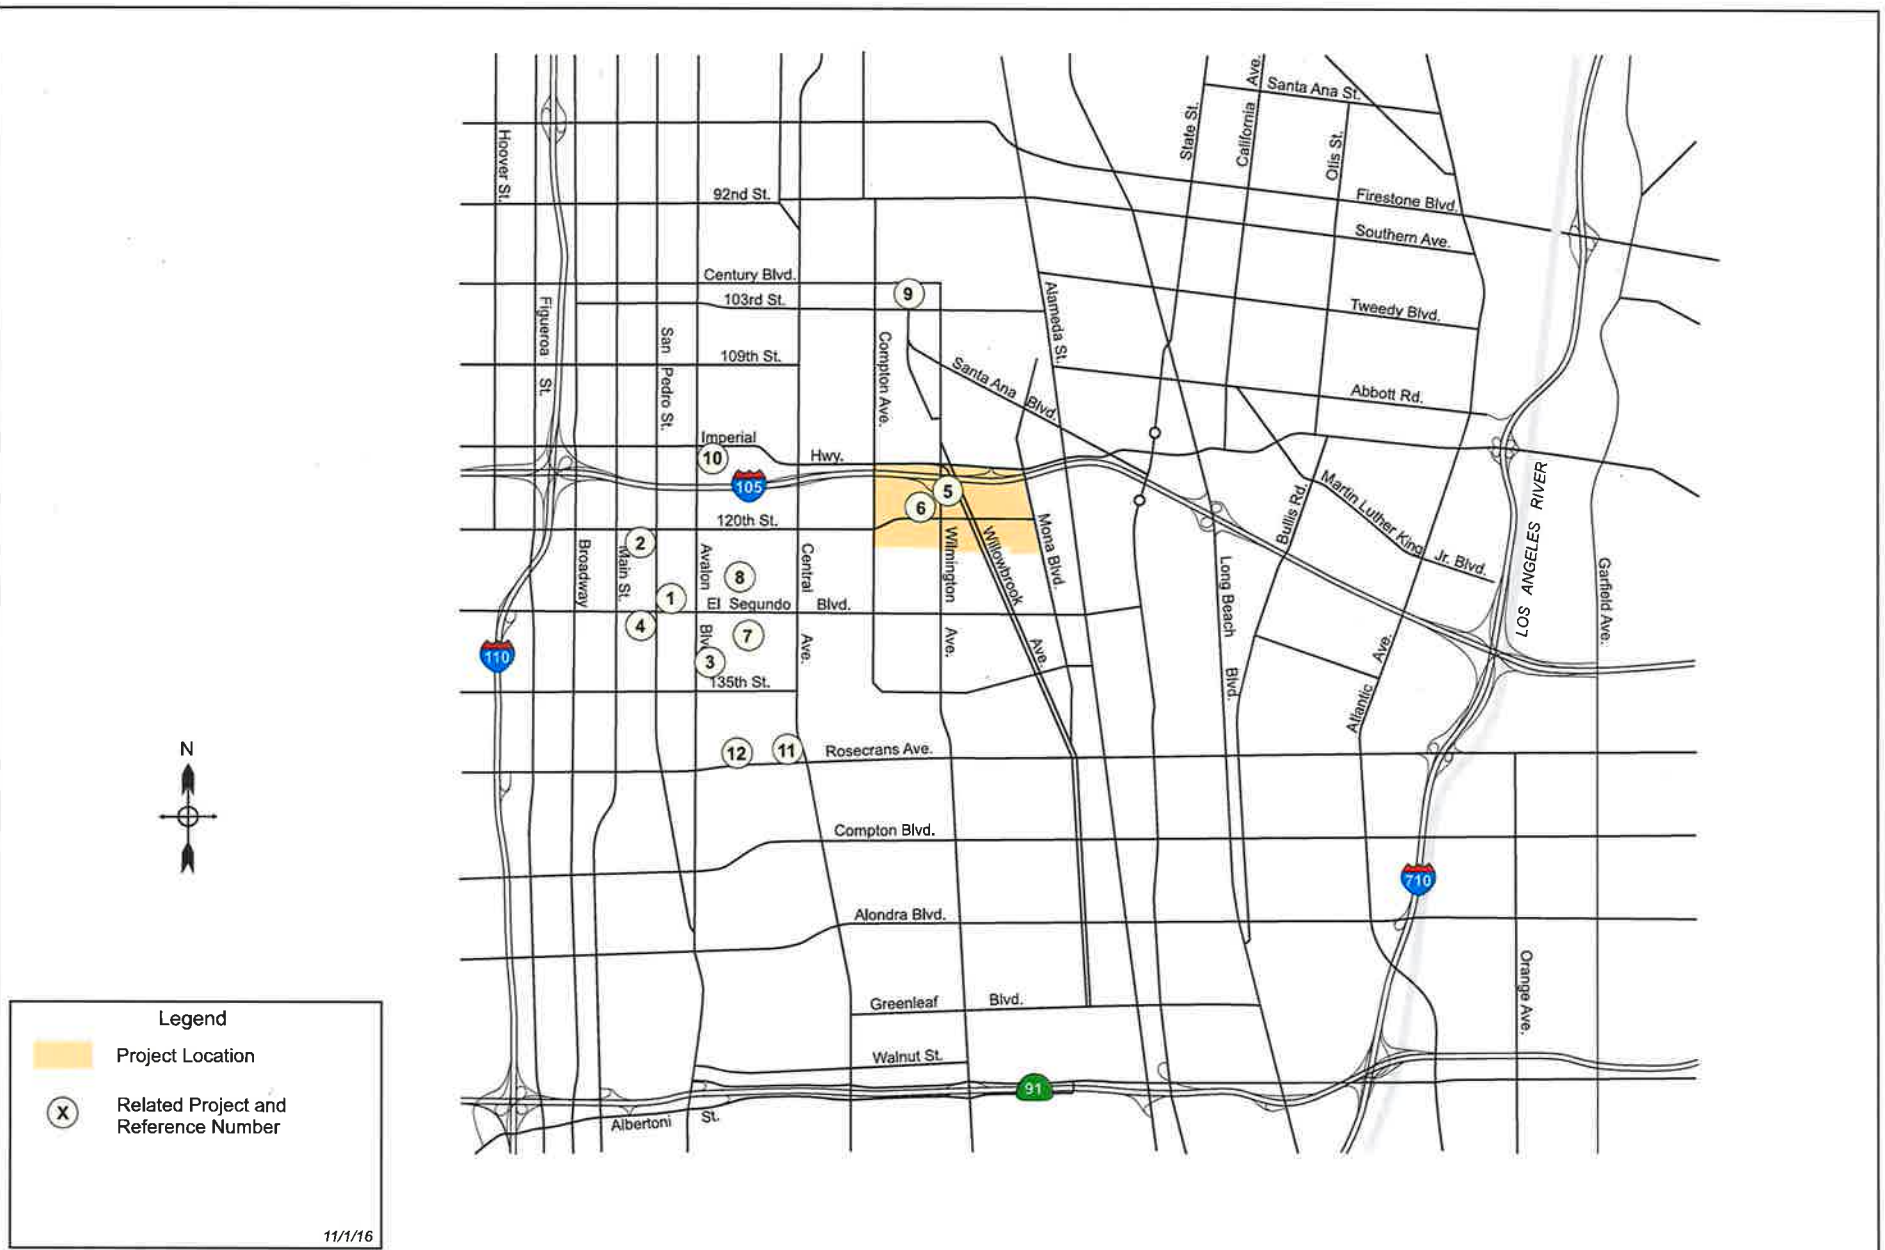 Santa Ana St.
State St.
California Ave.
Otis St.
Hoover St.
92nd St.
Firestone Blvd.
Southern Ave.
Century Blvd.
9
103rd St.
Figueroa St.
San Pedro St.
Alameda St.
Tweedy Blvd.
109th St.
Compton Ave.
Santa Ana Blvd.
Abbott Rd.
Imperial Hwy.
10
105
5
6
120th St.
Martin Luther King Jr. Blvd.
Bullis Rd.
LOS ANGELES RIVER
2
Broadway
Main St.
Avalon Blvd
8
Central Ave.
Wilmington Ave.
Willowbrook Ave.
Mona Blvd.
Long Beach Blvd.
Garfield Ave.
1
El Segundo Blvd.
4
7
110
3
135th St.
Atlantic Ave.
N
12
11
Rosecrans Ave.
Compton Blvd.
710
Alondra Blvd.
Orange Ave.
Greenleaf Blvd.
Walnut St.
91
Albertoni St.
Legend
Project Location
X
Related Project and
Reference Number
11/1/16